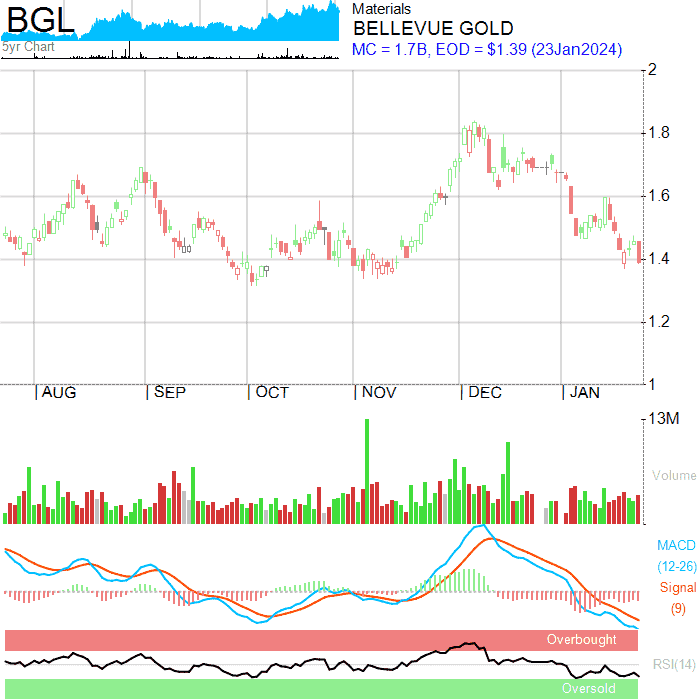 BGL
5yr Chart
Materials
BELLEVUE GOLD
MC = 1.7B, EOD = $1.39 (23Jan2024)
2
1.8
1.6
1.4
1.2
1
AUG SEP OCT NOV DEC JAN
13M
Volume
MACD
(12-26)
Signal
(9)
Overbought
RSI(14)
Oversold